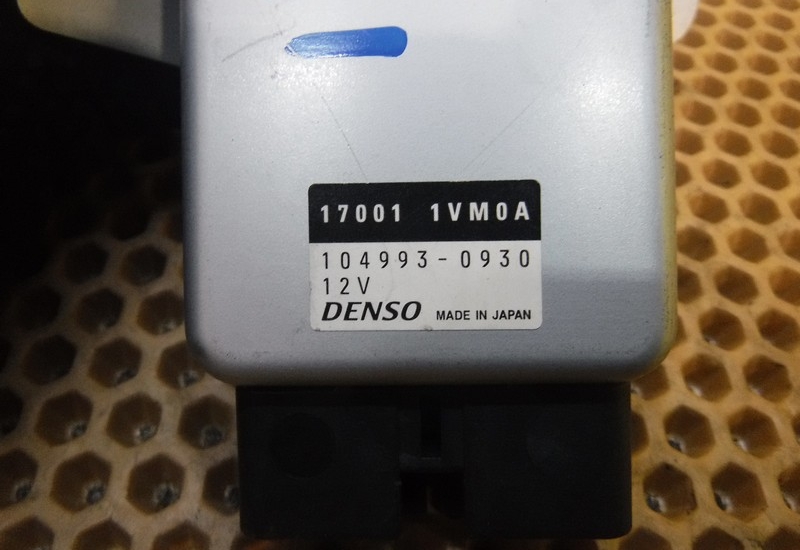 17001 1VM0A
104993-0930
12V
DENSO MADE IN JAPAN